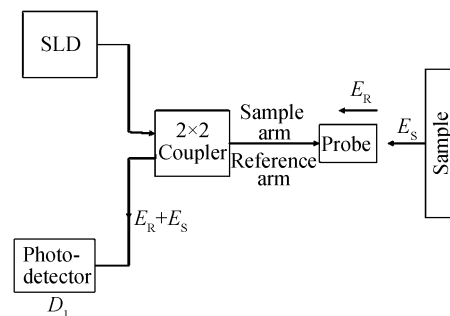 SLD
2×2
Coupler
Sample
arm
Reference
arm
E_R
Probe
E_S
Sample
E_R+E_S
Photo-
detector
D_1